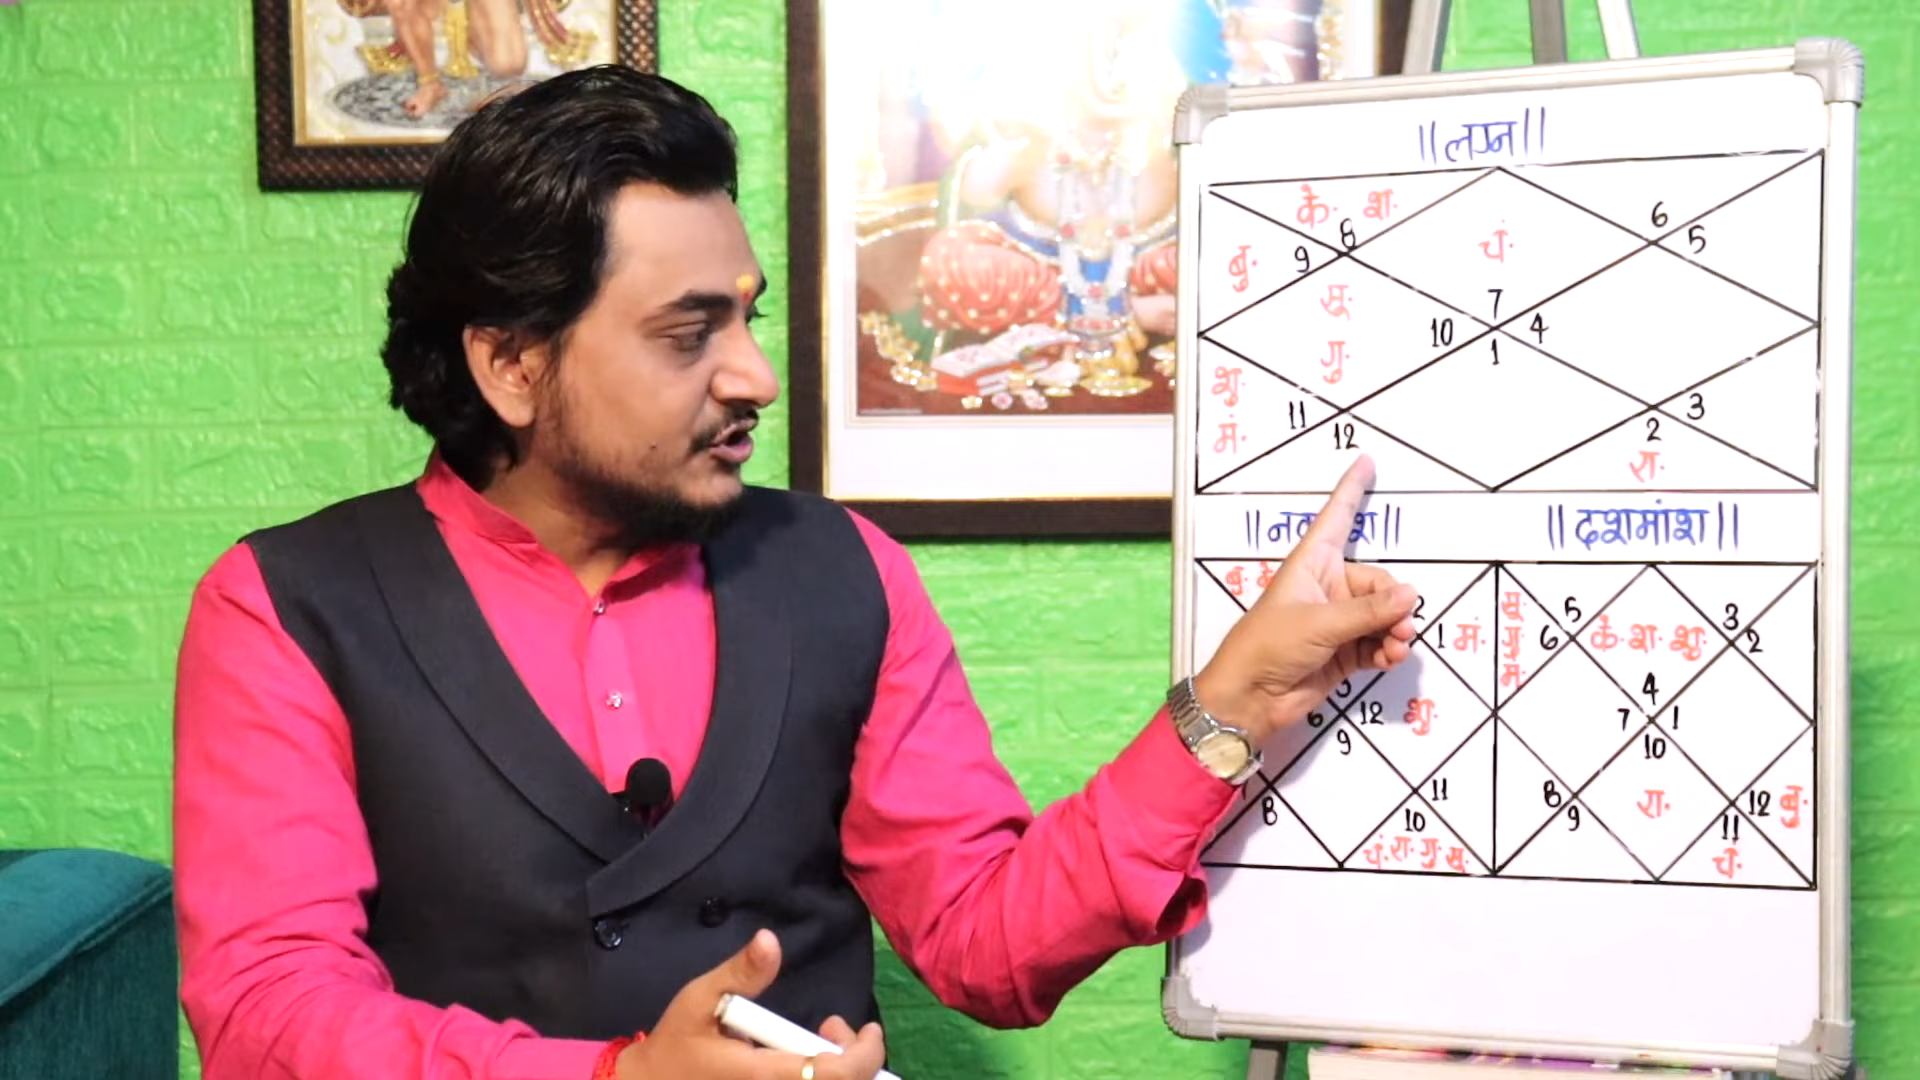 ||लग्न||
के. श.
8
6
5
बु. 9
चं.
सू.
7
10
4
1
गु.
शु.
मं.
11
12
3
2
रा.
||दशमांश||
बु.
2
1 मं.
6
12 शु.
9
8
11
10
चं. रा. गु. सू.
सू.
गु.
मं.
5
6
के. श. शु.
3
2
4
7
1
10
8
9
रा.
12 बु.
11
चं.